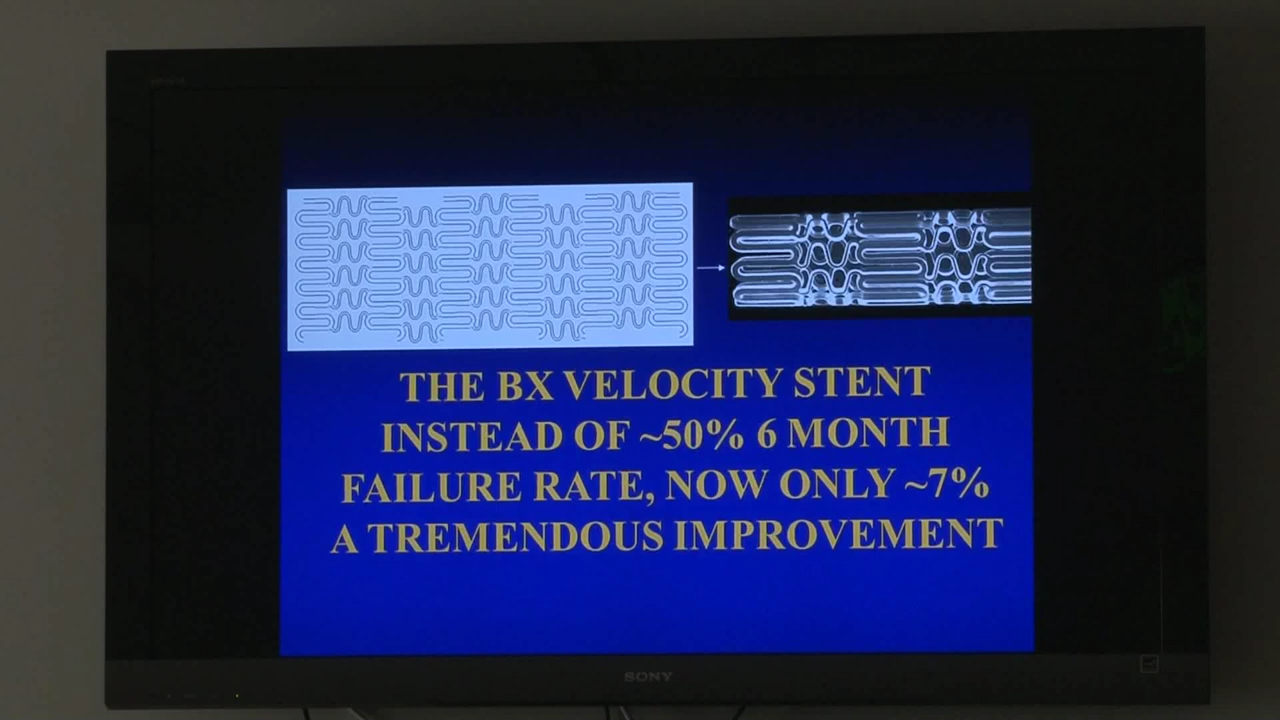 THE BX VELOCITY STENT
INSTEAD OF ~50% 6 MONTH
FAILURE RATE, NOW ONLY ~7%
A TREMENDOUS IMPROVEMENT
SONY